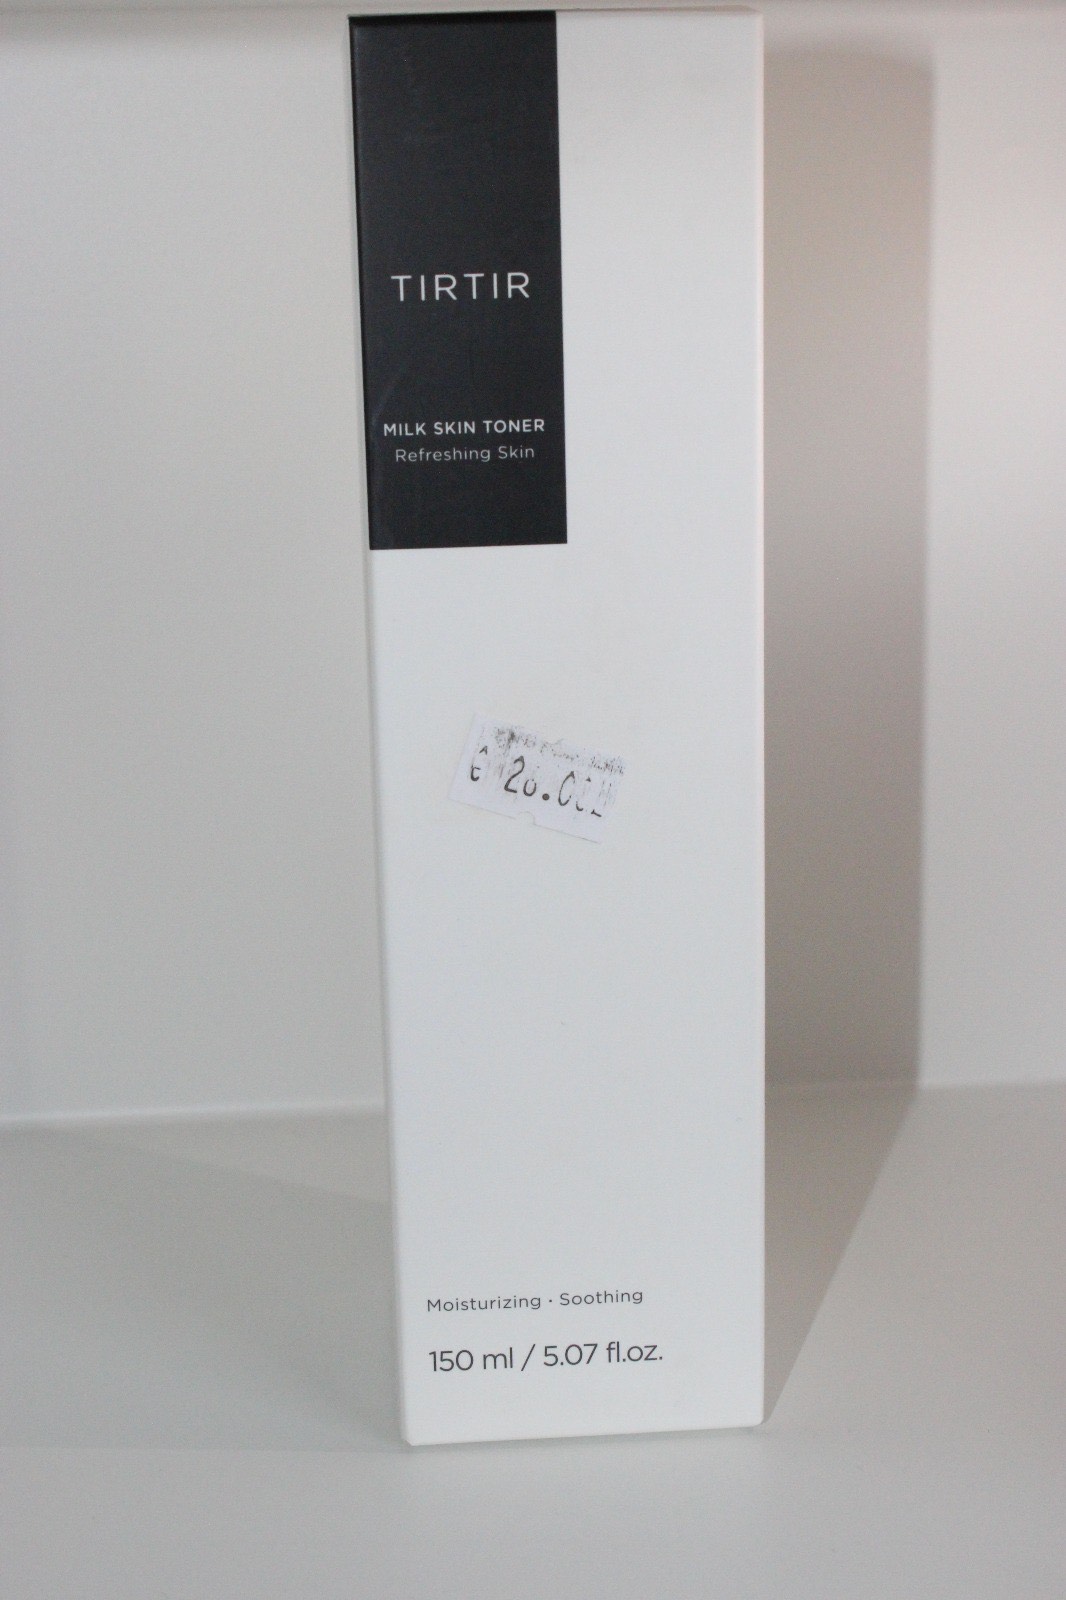 TIRTIR
MILK SKIN TONER
Refreshing Skin
Moisturizing · Soothing
150 ml / 5.07 fl.oz.